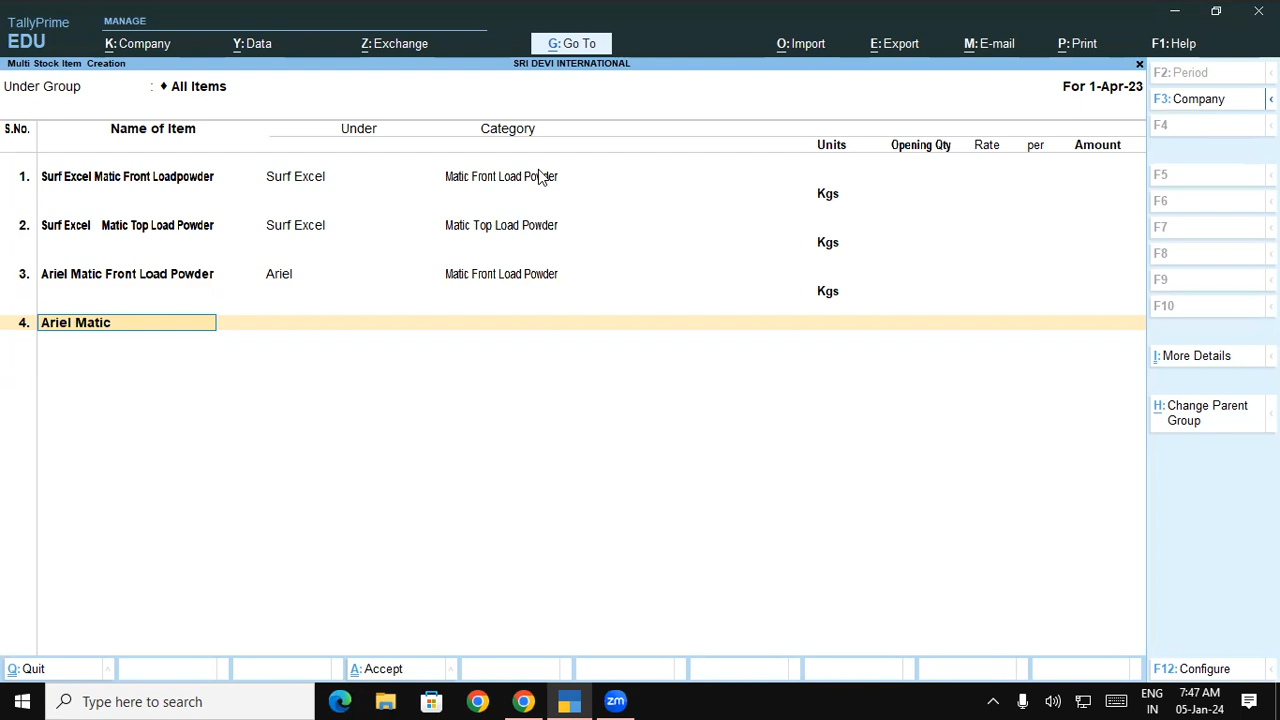 TallyPrime
EDU
MANAGE
K: Company
Y: Data
Z: Exchange
G: Go To
O: Import
E: Export
M: E-mail
P: Print
F1: Help
Multi Stock Item Creation
SRI DEVI INTERNATIONAL
Under Group : ♦ All Items
For 1-Apr-23
S.No. Name of Item Under Category
Units Opening Qty Rate per Amount
1. Surf Excel Matic Front Loadpowder Surf Excel Matic Front Load Powder
Kgs
2. Surf Excel Matic Top Load Powder Surf Excel Matic Top Load Powder
Kgs
3. Ariel Matic Front Load Powder Ariel Matic Front Load Powder
Kgs
4. Ariel Matic
F2: Period
F3: Company
F4
F5
F6
F7
F8
F9
F10
I: More Details
H: Change Parent
Group
Q: Quit
A: Accept
F12: Configure
Type here to search
zm
ENG
IN
7:47 AM
05-Jan-24